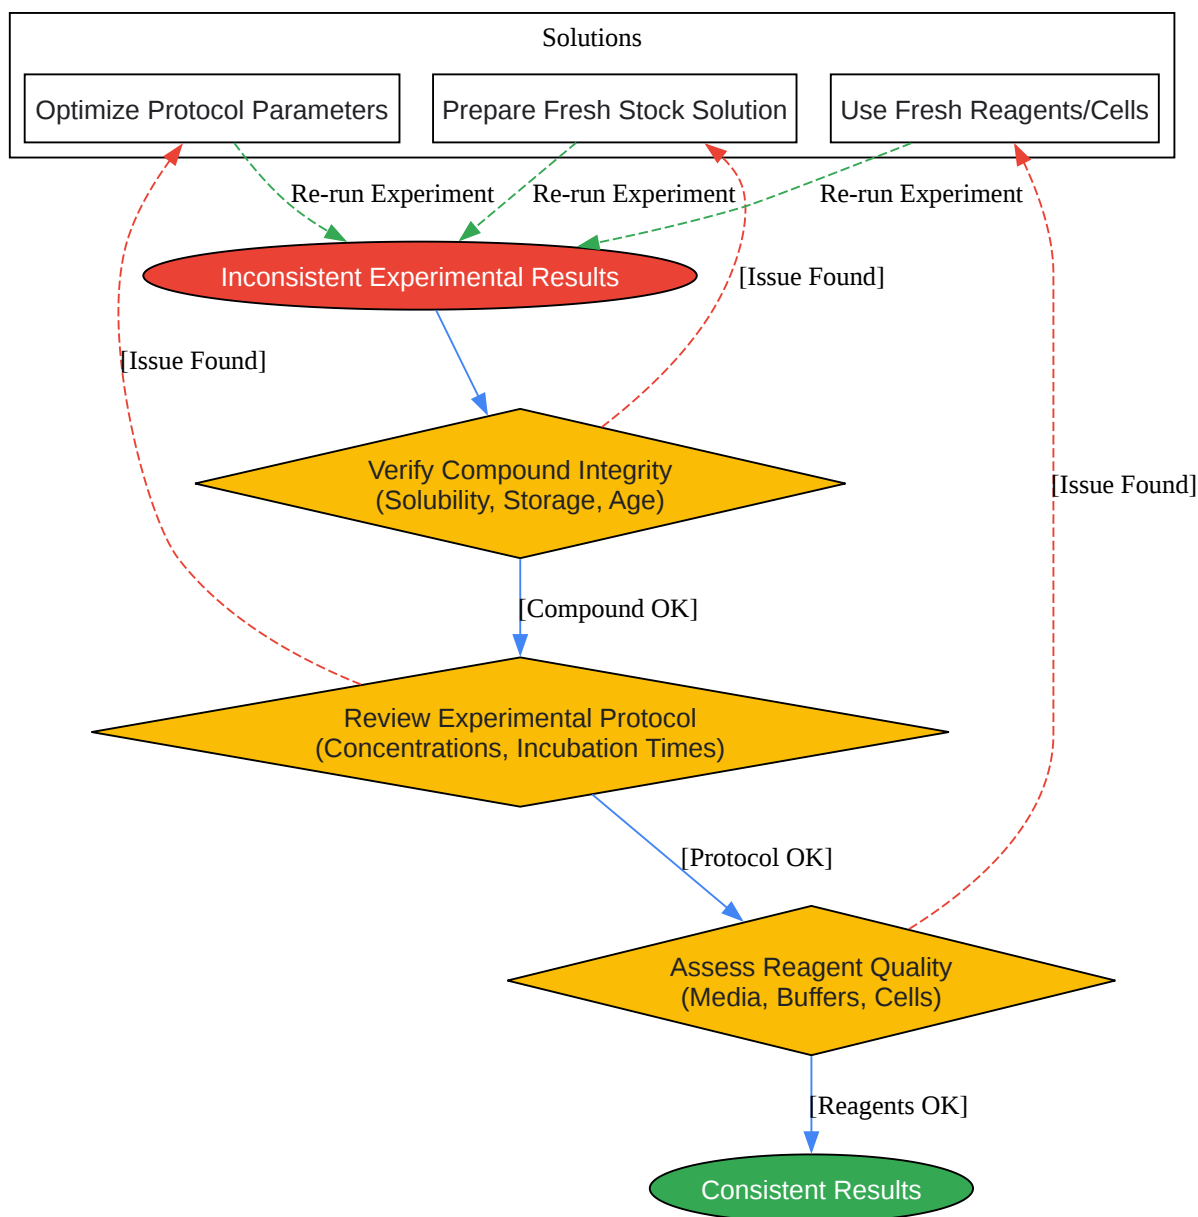 Solutions
Optimize Protocol Parameters
Prepare Fresh Stock Solution
Use Fresh Reagents/Cells
Re-run Experiment
Re-run Experiment
Re-run Experiment
Inconsistent Experimental Results
[Issue Found]
[Issue Found]
Verify Compound Integrity
(Solubility, Storage, Age)
[Issue Found]
[Compound OK]
Review Experimental Protocol
(Concentrations, Incubation Times)
[Protocol OK]
Assess Reagent Quality
(Media, Buffers, Cells)
[Reagents OK]
Consistent Results